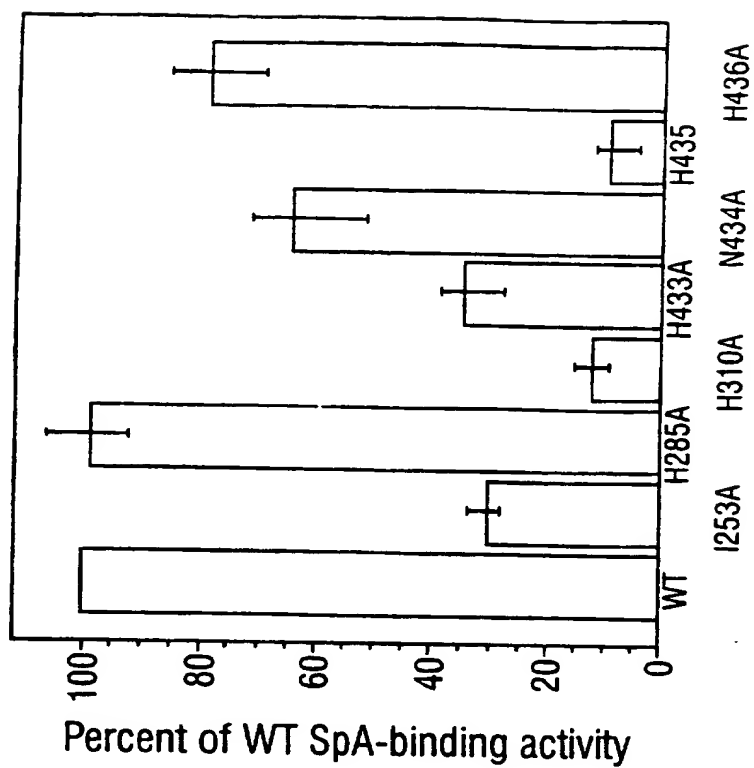 Percent of WT SpA-binding activity
100
80
60
40
20
0
WT
I253A
H285A
H310A
H433A
N434A
H435
H436A